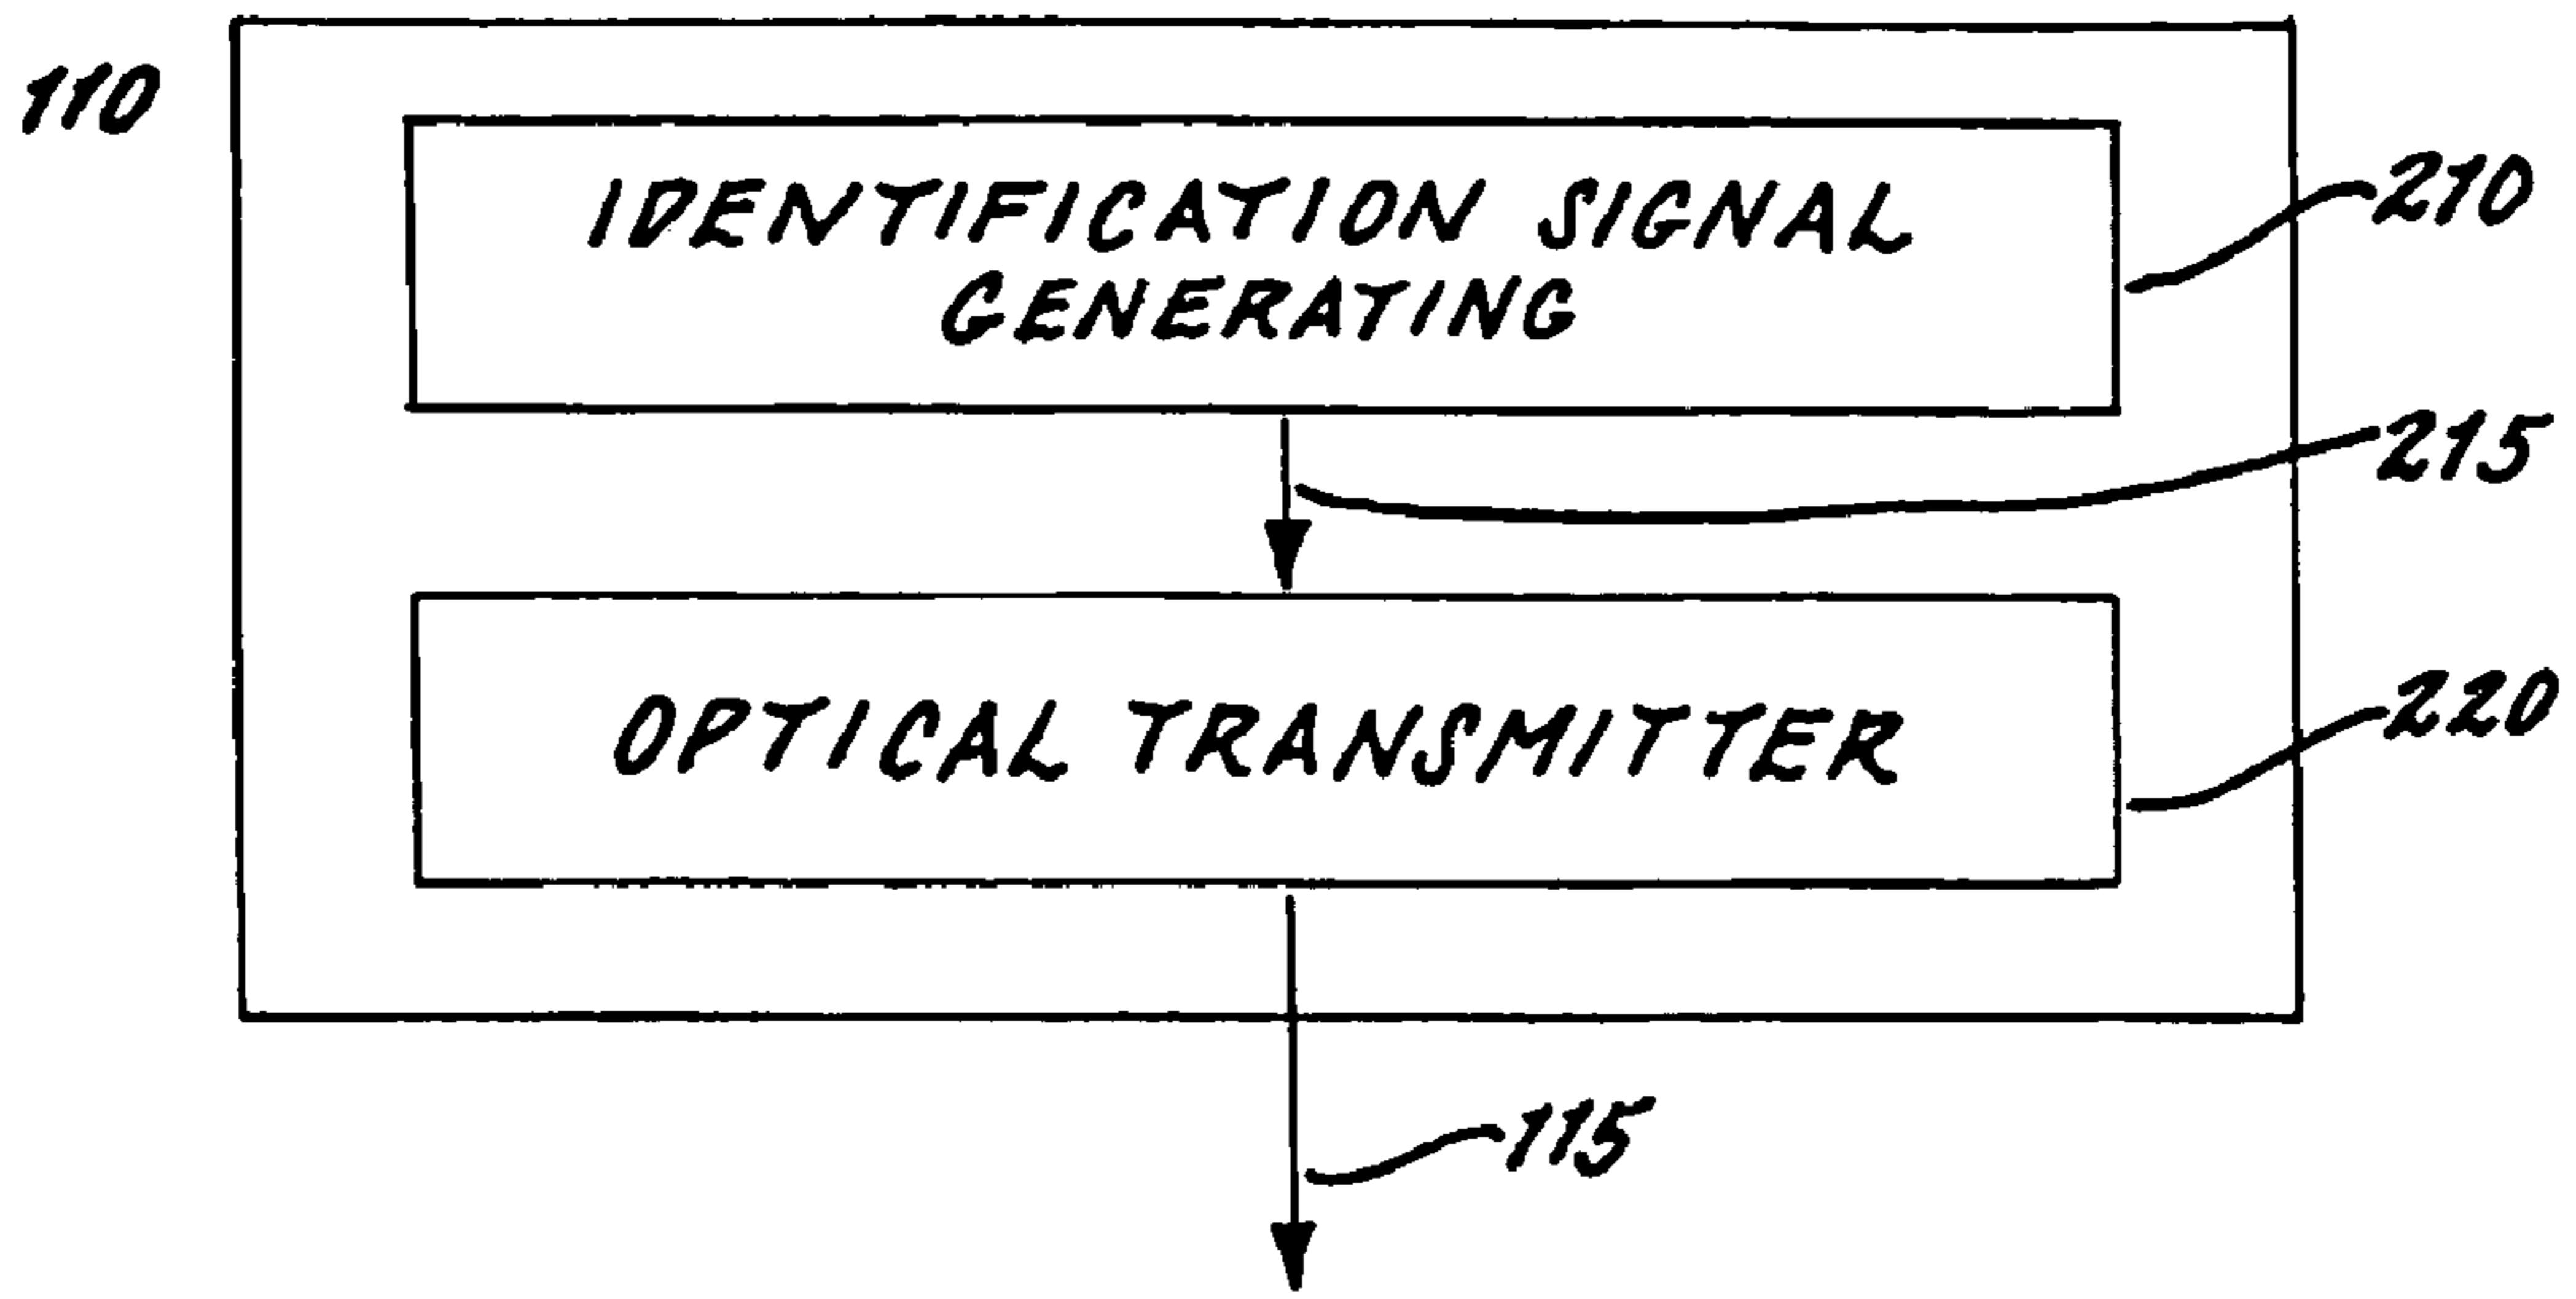 110
IDENTIFICATION SIGNAL
GENERATING
210
215
OPTICAL TRANSMITTER
220
115